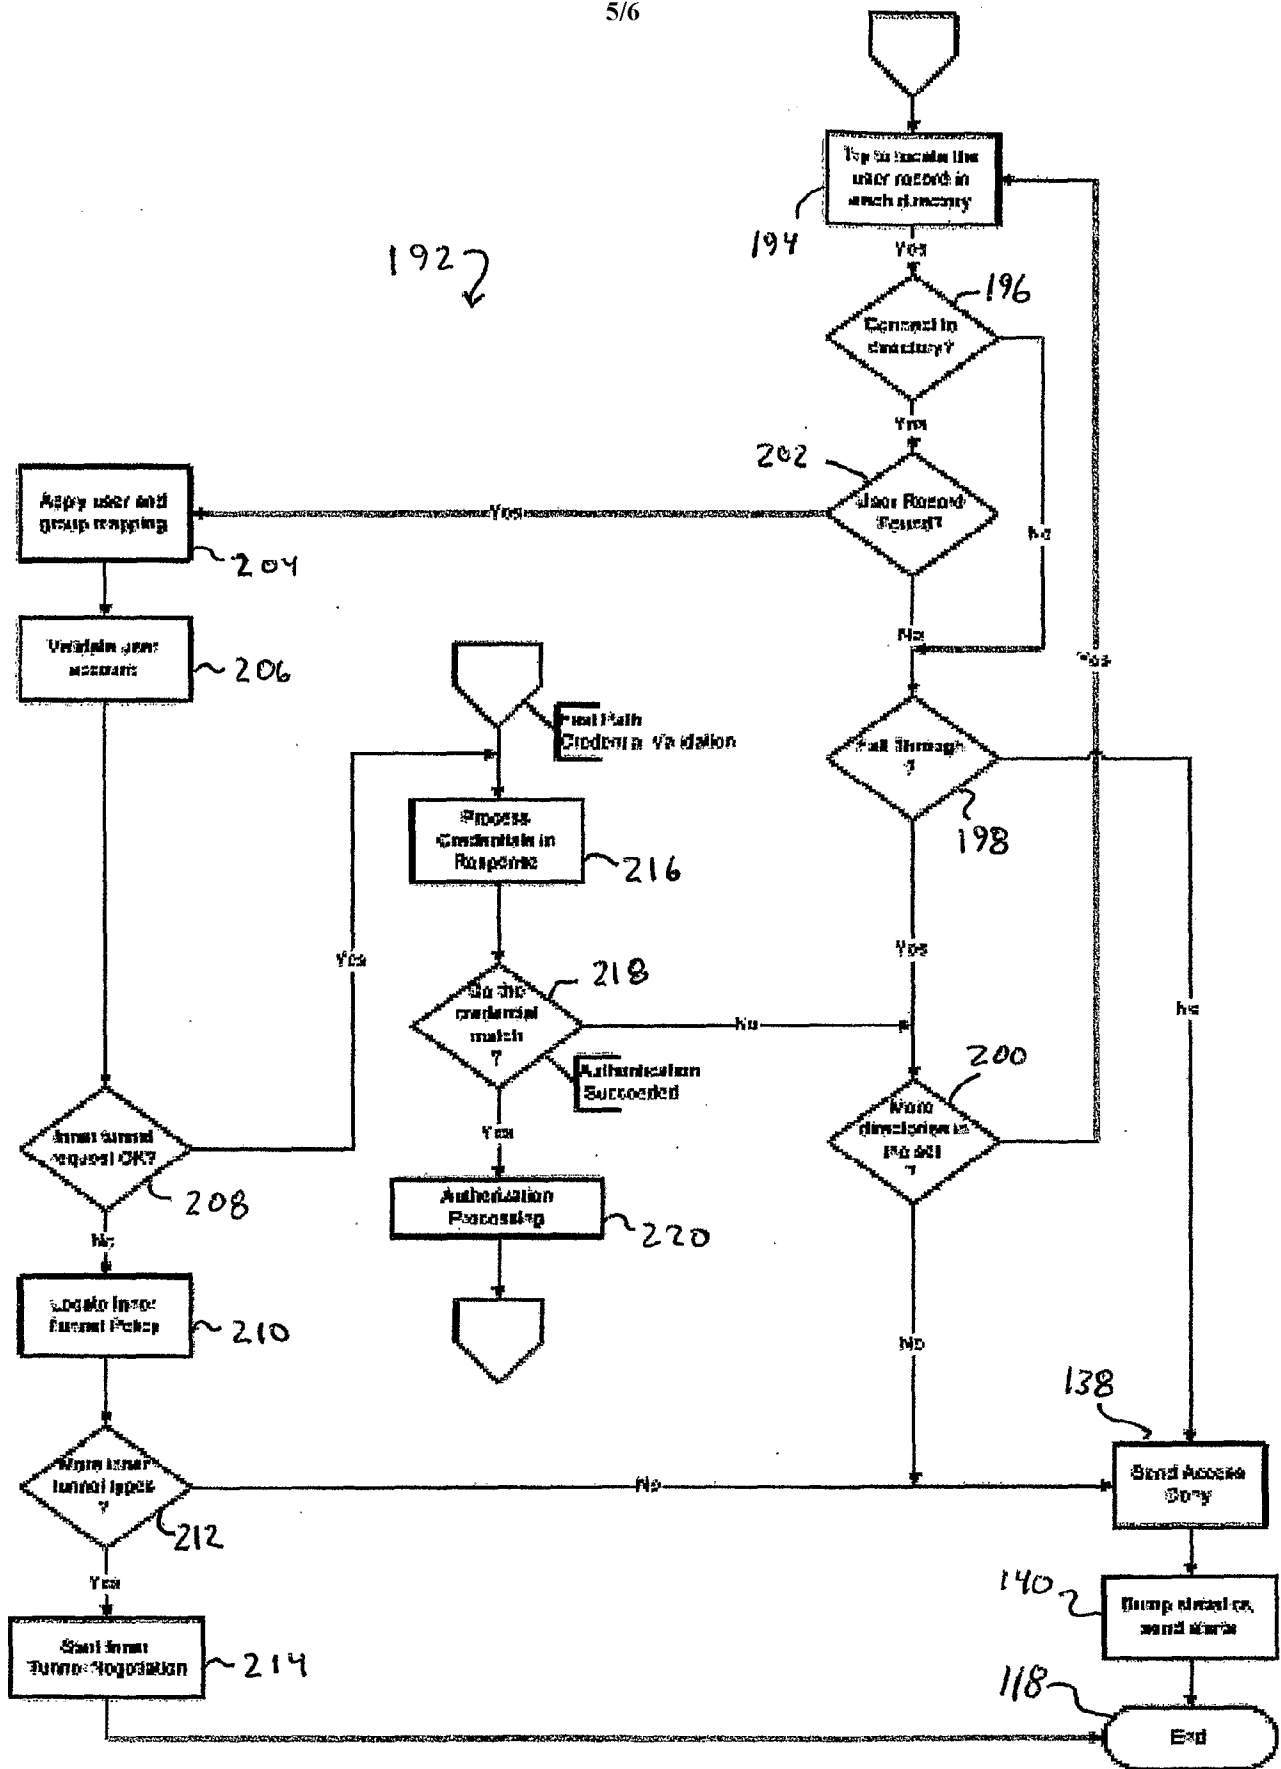 5/6
Try to locate the
user record in
each directory
194
192
Yes
196
Connect to
directory?
Yes
202
User Record
Found?
Yes
No
Apply user and
group mapping
204
No
Validate user
account
206
Yes
Fast Path
Credential Validation
Fall Through
?
198
Process
Credentials in
Response
216
Yes
Yes
218
Do the
credential
match
?
No
No
200
Authentication
Succeeded
More
directories in
the set
?
Yes
Inner tunnel
request OK?
208
Authorization
Processing
220
No
Locate Inner
Tunnel Policy
210
No
138
More Inner
tunnel types
?
212
No
Send Access
Deny
Yes
140
send alerts
Start Inner
Tunnel Negotiation
214
118
End